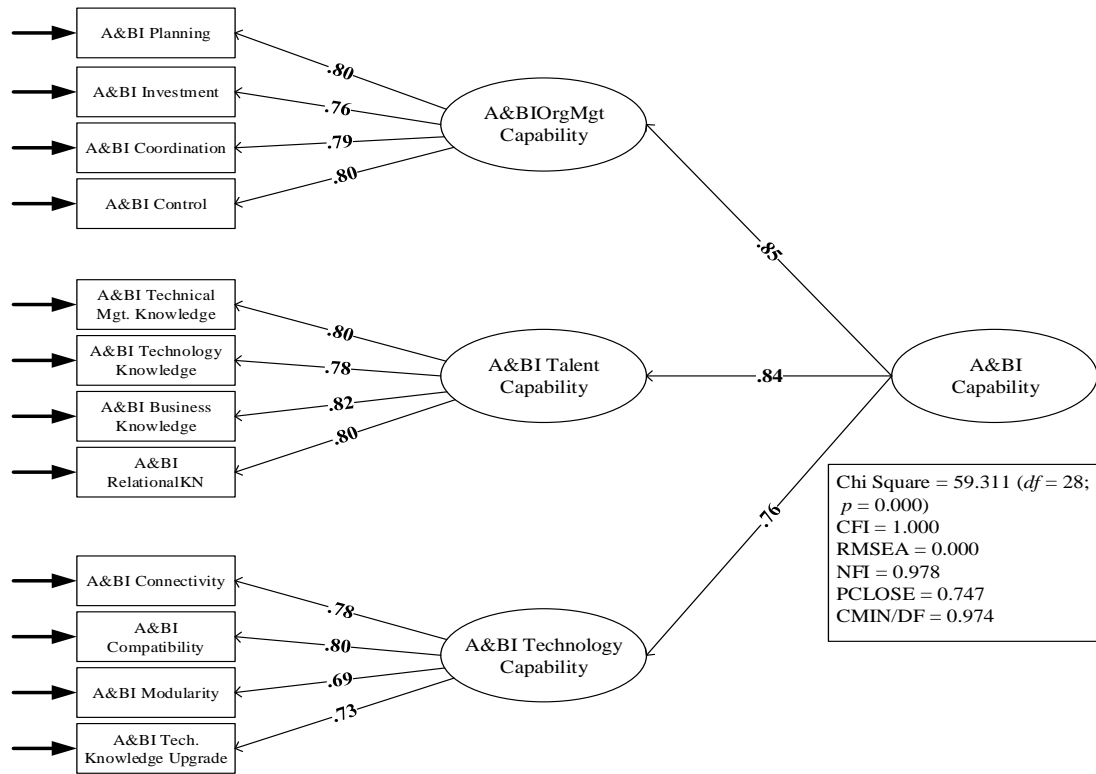 A&BI Planning
A&BI Investment
A&BI Coordination
A&BI Control
.80
.76
.79
.80
A&BIOrgMgt
Capability
A&BI Technical
Mgt. Knowledge
A&BI Technology
Knowledge
A&BI Business
Knowledge
A&BI
RelationalKN
.80
.78
.82
.80
A&BI Talent
Capability
A&BI Connectivity
A&BI
Compatibility
A&BI Modularity
A&BI Tech.
Knowledge Upgrade
.78
.80
.69
.73
A&BI Technology
Capability
.85
.84
.76
A&BI
Capability
Chi Square = 59.311 (df = 28;
p = 0.000)
CFI = 1.000
RMSEA = 0.000
NFI = 0.978
PCLOSE = 0.747
CMIN/DF = 0.974